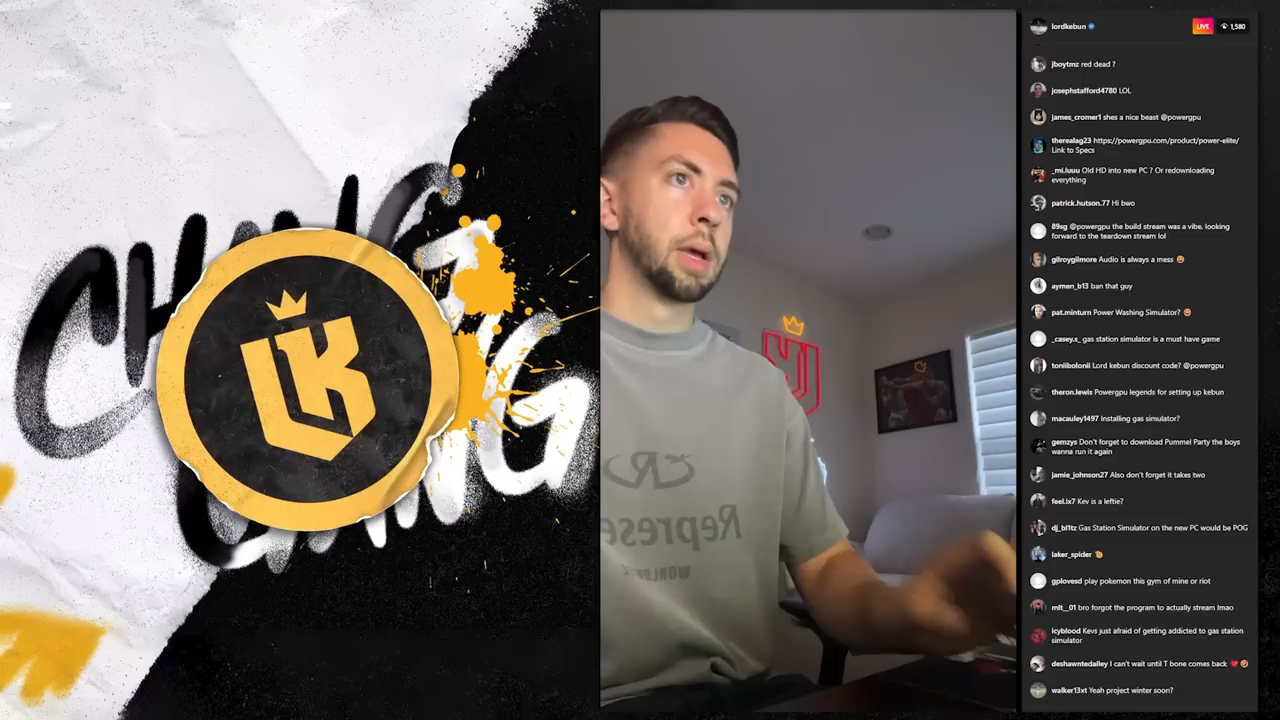 CHANG
GANG
LK
Represe
WORLDW
lordkebun
LIVE
1,580
jboytmz red dead ?
josephstafford4780 LOL
james_cromer1 shes a nice beast @powergpu
therealag23 https://powergpu.com/product/power-elite/
Link to Specs
_ml.luuu Old HD into new PC ? Or redownloading
everything
patrick.hutson.77 Hi bwo
89sg @powergpu the build stream was a vibe, looking
forward to the teardown stream lol
gilroygilmore Audio is always a mess 🤩
aymen_b13 ban that guy
pat.minturn Power Washing Simulator? 🤩
_casey.s_ gas station simulator is a must have game
toniibolonii Lord kebun discount code? @powergpu
theron.lewis Powergpu legends for setting up kebun
macauley1497 Installing gas simulator?
gemzys Don't forget to download Pummel Party the boys
wanna run it again
jamie_johnson27 Also don't forget it takes two
feel.ix7 Kev is a leftie?
dj_bl1tz Gas Station Simulator on the new PC would be POG
laker_spider
gplovesd play pokemon this gym of mine or riot
mlt__01 bro forgot the program to actually stream lmao
icyblood Kevs just afraid of getting addicted to gas station
simulator
deshawntedailey I can't wait until T bone comes back ❤️
walker13xt Yeah project winter soon?